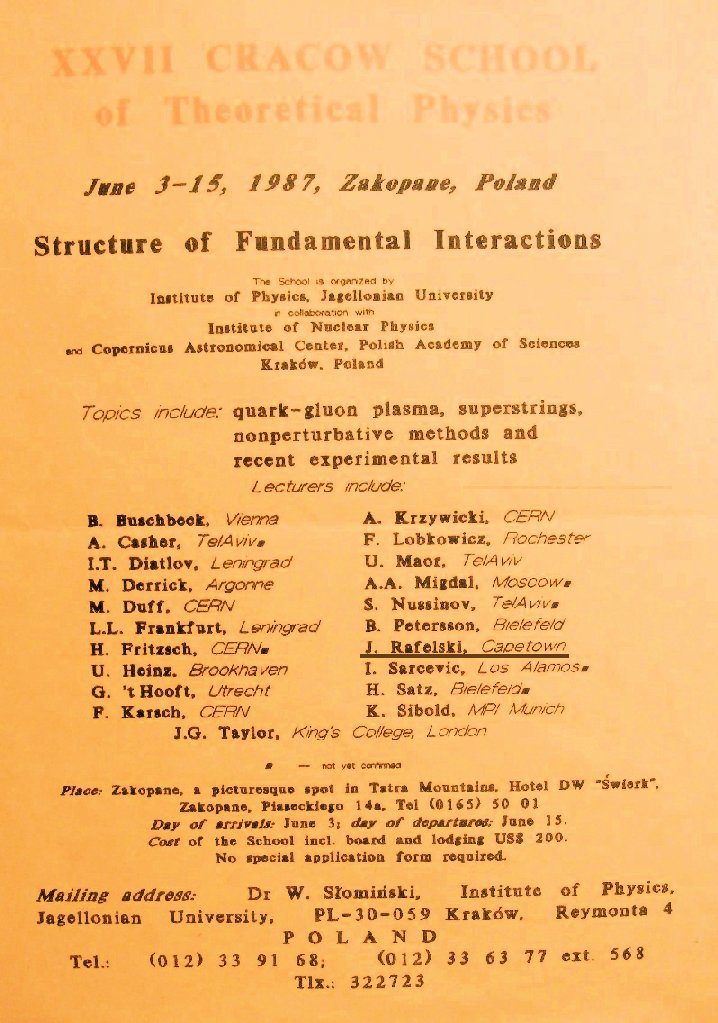 XXVII CRACOW SCHOOL
of Theoretical Physics
June 3-15, 1987, Zakopane, Poland
Structure of Fundamental Interactions
The School is organized by
Institute of Physics, Jagellonian University
in collaboration with
Institute of Nuclear Physics
and Copernicus Astronomical Center, Polish Academy of Sciences
Kraków, Poland
Topics include: quark-gluon plasma, superstrings,
nonperturbative methods and
recent experimental results
Lecturers include:
B. Buschbeck, Vienna
A. Casher, TelAviv*
I.T. Diatlov, Leningrad
M. Derrick, Argonne
M. Duff, CERN
L.L. Frankfurt, Leningrad
H. Fritzsch, CERN*
U. Heinz, Brookhaven
G. 't Hooft, Utrecht
F. Karsch, CERN
A. Krzywicki, CERN
F. Lobkowicz, Rochester
U. Maor, TelAviv
A.A. Migdal, Moscow*
S. Nussinov, TelAviv*
B. Petersson, Bielefeld
J. Rafelski, Capetown
I. Sarcevic, Los Alamos*
H. Satz, Bielefeld*
K. Sibold, MPI Munich
J.G. Taylor, King's College, London
* — not yet confirmed
Place: Zakopane, a picturesque spot in Tatra Mountains, Hotel DW "Świerk",
Zakopane, Piaseckiego 14a, Tel (0165) 50 01
Day of arrivals: June 3; day of departures: June 15.
Cost of the School incl. board and lodging US$ 200.
No special application form required.
Mailing address: Dr W. Słomiński, Institute of Physics,
Jagellonian University, PL-30-059 Kraków, Reymonta 4
P O L A N D
Tel.: (012) 33 91 68; (012) 33 63 77 ext. 568
Tlx.: 322723